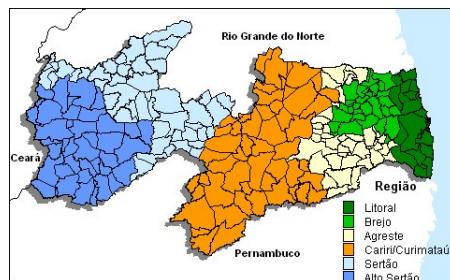 Rio Grande do Norte
Ceará
Pernambuco
Região
Litoral
Brejo
Agreste
Cariri/Curimataú
Sertão
Alto Sertão